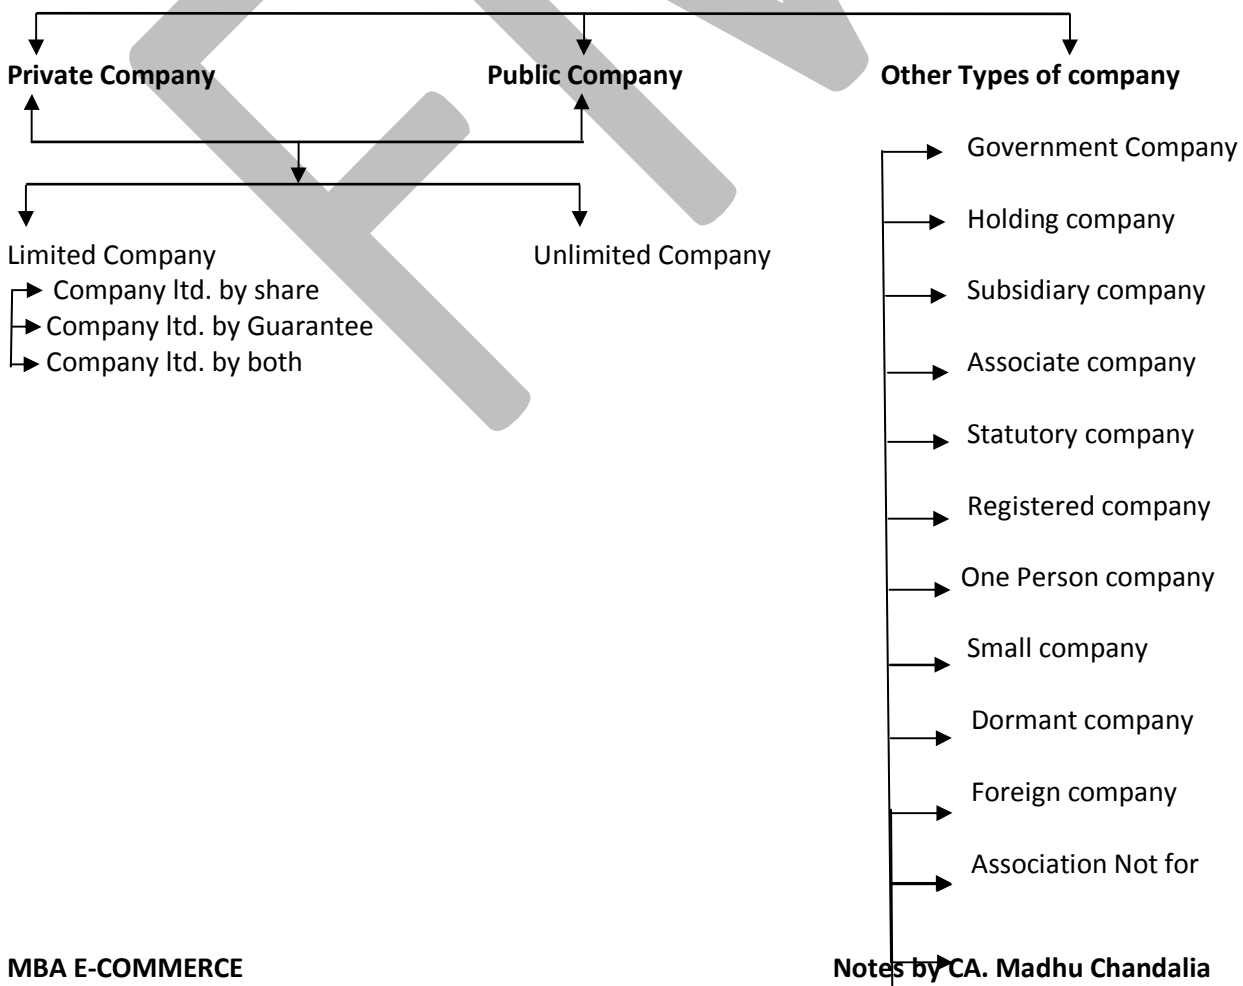 Private Company Public Company Other Types of company
Government Company
Holding company
Limited Company Unlimited Company
Company ltd. by share
Company ltd. by Guarantee
Company ltd. by both
Subsidiary company
Associate company
Statutory company
Registered company
One Person company
Small company
Dormant company
Foreign company
Association Not for
MBA E-COMMERCE Notes by CA. Madhu Chandalia